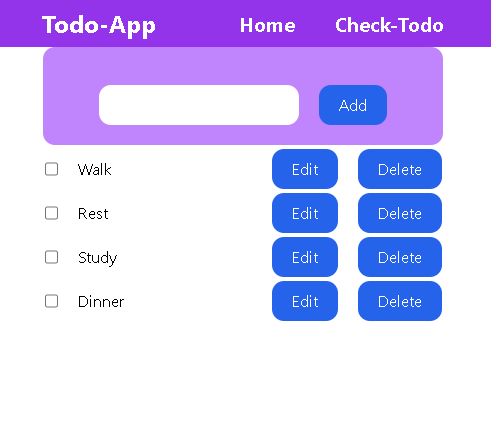 Todo-App Home Check-Todo
Add
Walk Edit Delete
Rest Edit Delete
Study Edit Delete
Dinner Edit Delete